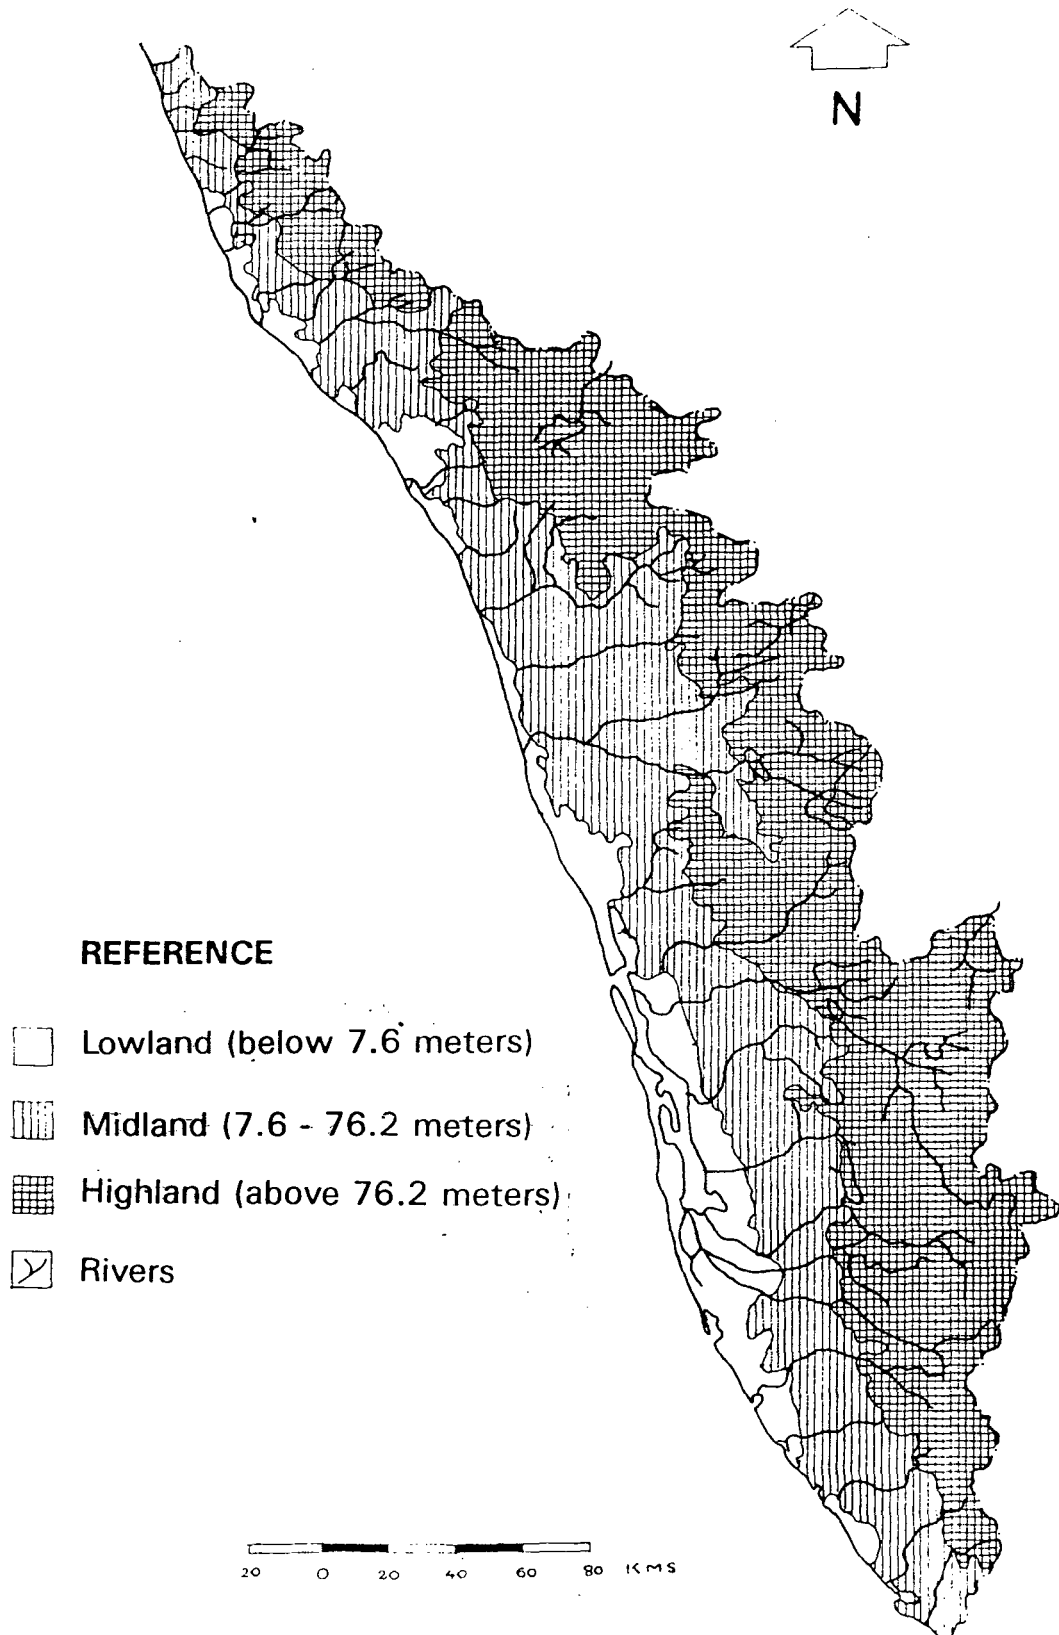 N
REFERENCE
Lowland (below 7.6 meters)
Midland (7.6 - 76.2 meters)
Highland (above 76.2 meters)
Rivers
20 0 20 40 60 80 KMS